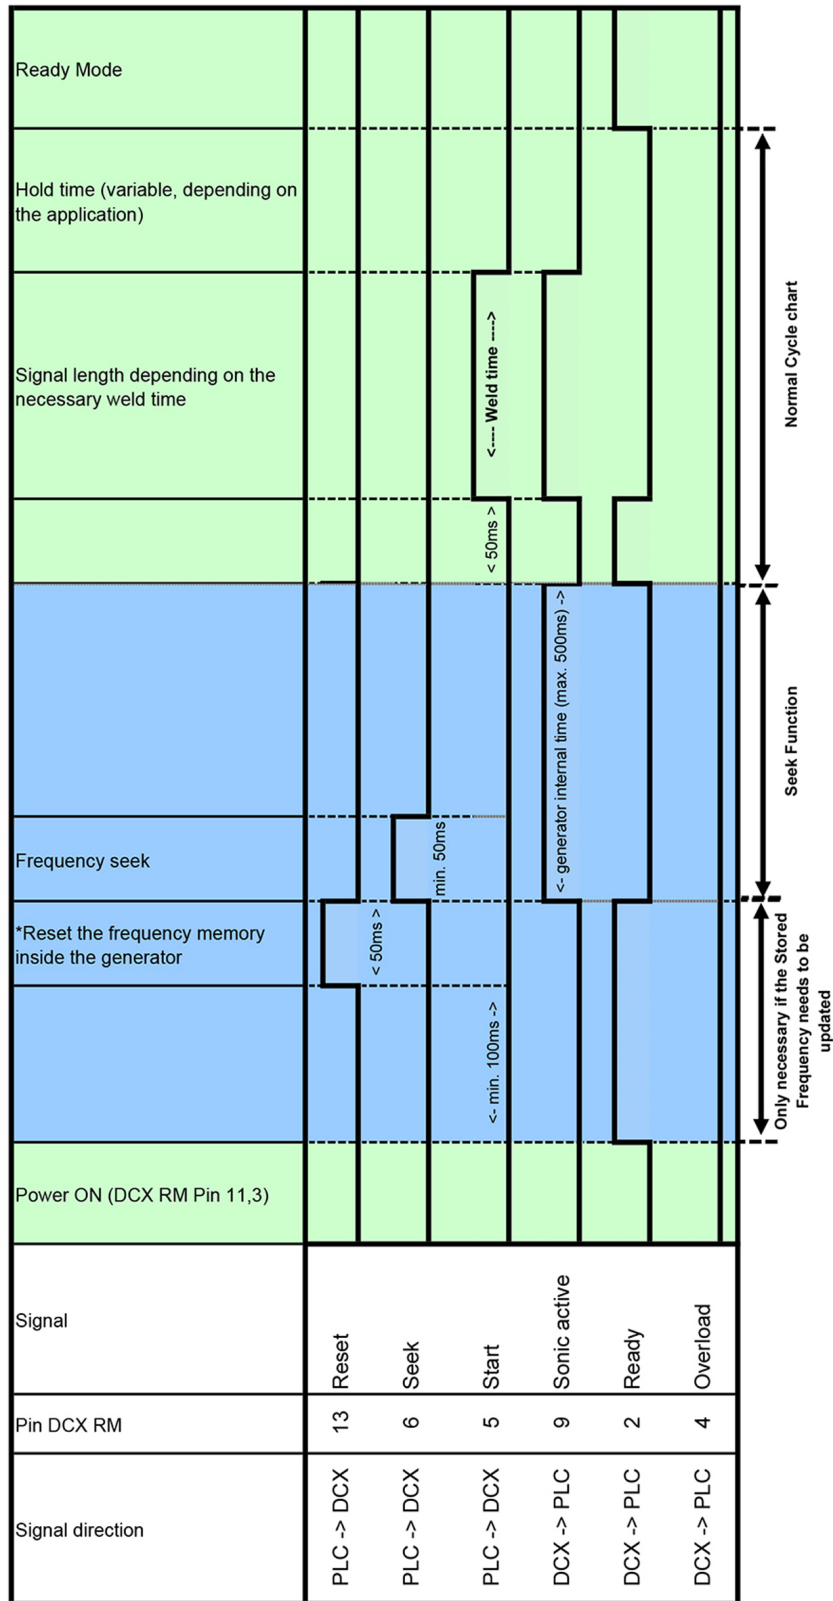 Ready Mode
Hold time (variable, depending on
the application)
Signal length depending on the
necessary weld time
<---- Weld time ---->
< 50ms >
Normal Cycle chart
<- generator internal time (max. 500ms) ->
Seek Function
Frequency seek
min. 50ms
*Reset the frequency memory
inside the generator
< 50ms >
<- min. 100ms ->
Only necessary if the Stored
Frequency needs to be
updated
Power ON (DCX RM Pin 11,3)
Signal
Reset
Seek
Start
Sonic active
Ready
Overload
Pin DCX RM
13
6
5
9
2
4
Signal direction
PLC -> DCX
PLC -> DCX
PLC -> DCX
DCX -> PLC
DCX -> PLC
DCX -> PLC